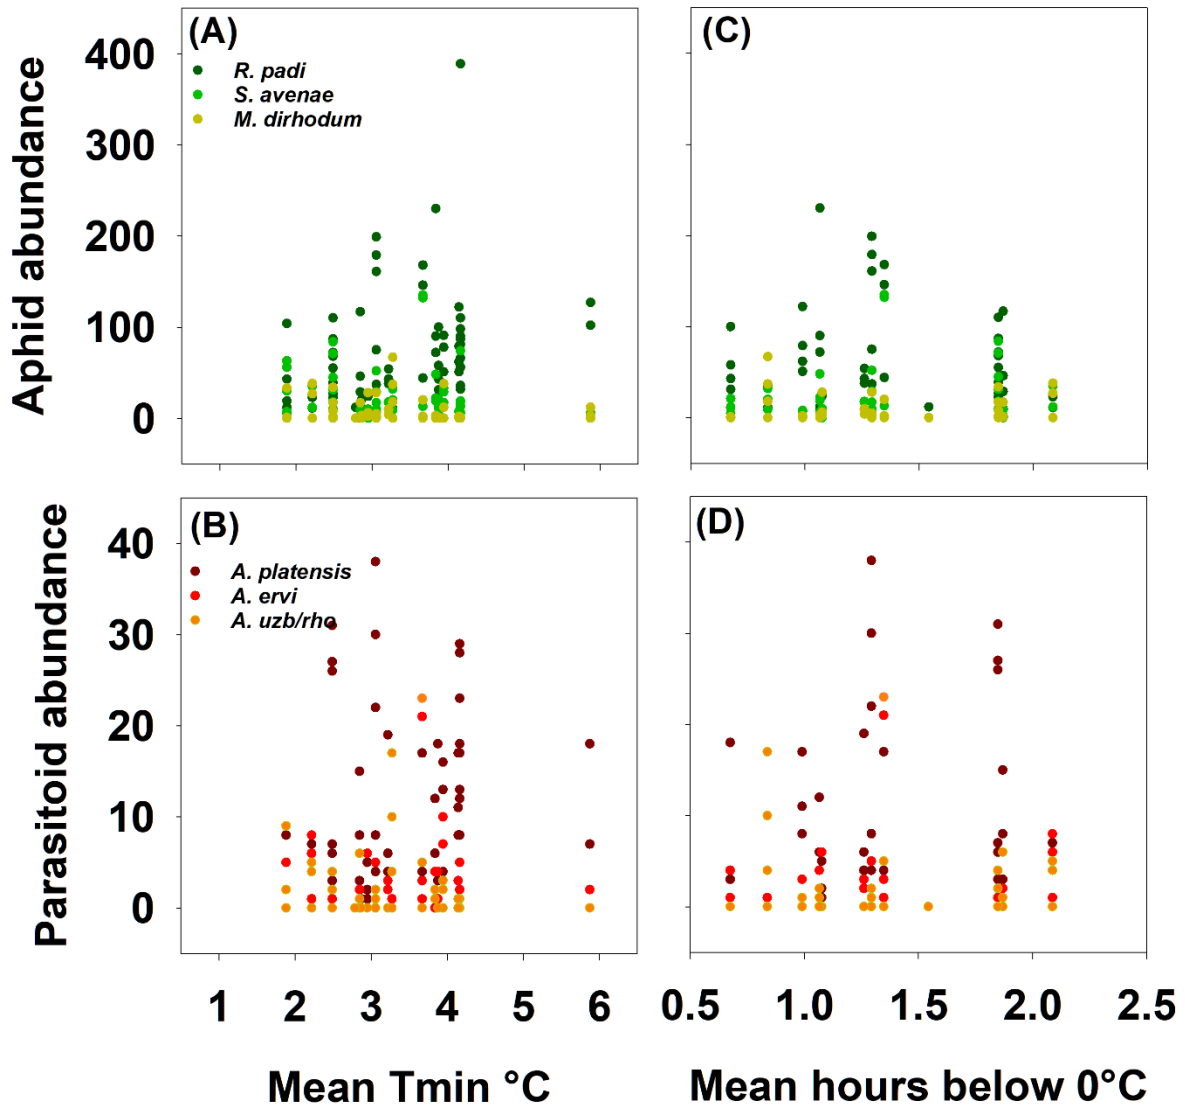 (A)
R. padi
S. avenae
M. dirhodum
Aphid abundance
400
300
200
100
0
(C)
(B)
A. platensis
A. ervi
A. uzb/rho
Parasitoid abundance
40
30
20
10
0
1 2 3 4 5 6
Mean Tmin °C
(D)
0.5 1.0 1.5 2.0 2.5
Mean hours below 0°C